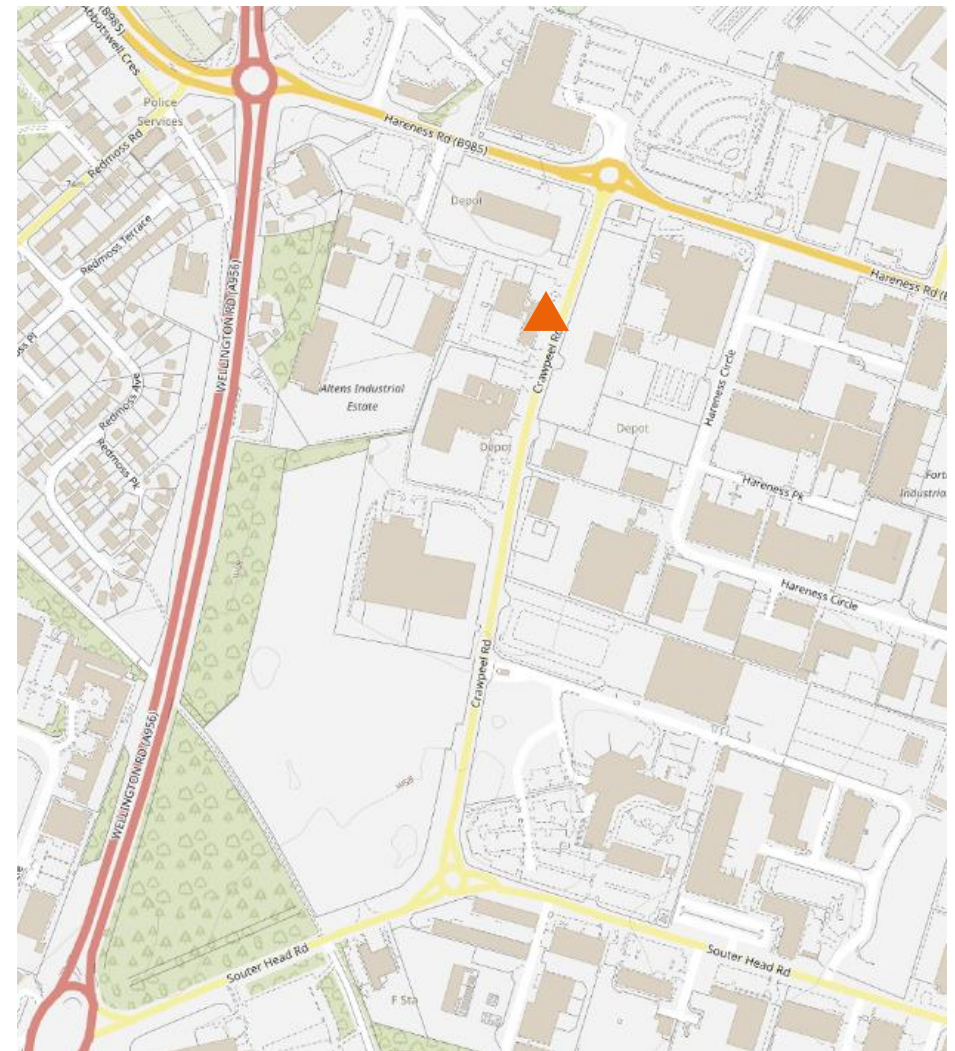 (B985)
Abbotswell Cres
Police
Services
Redmoss Rd
Hareness Rd (B985)
Depot
Redmoss Terrace
WELLINGTON RD (A956)
Hareness Rd
Crawpeel Rd
Altens Industrial
Estate
Hareness Circle
Redmoss Ave
Depot
Depot
Redmoss Pk
Hareness Pk
Industria
Hareness Circle
Crawpeel Rd
WELLINGTON RD (A956)
Souter Head Rd
Souter Head Rd
F Sta